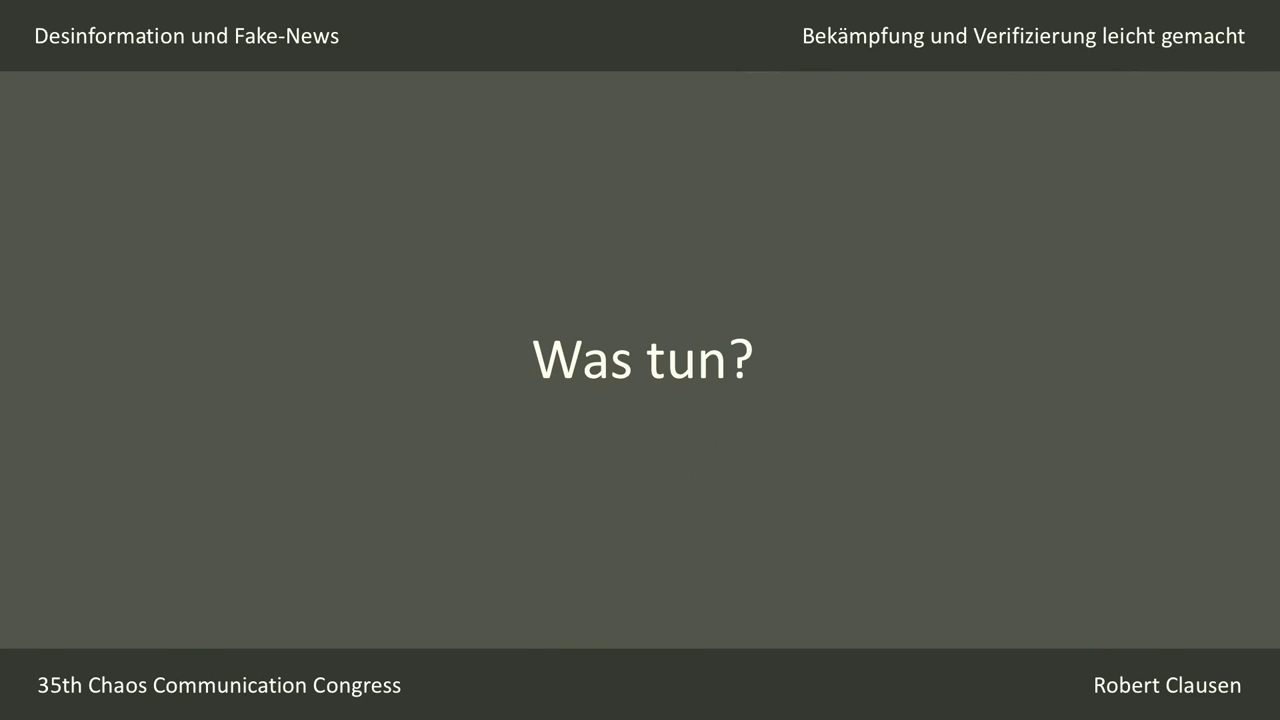 Desinformation und Fake-News
Bekämpfung und Verifizierung leicht gemacht
Was tun?
35th Chaos Communication Congress
Robert Clausen